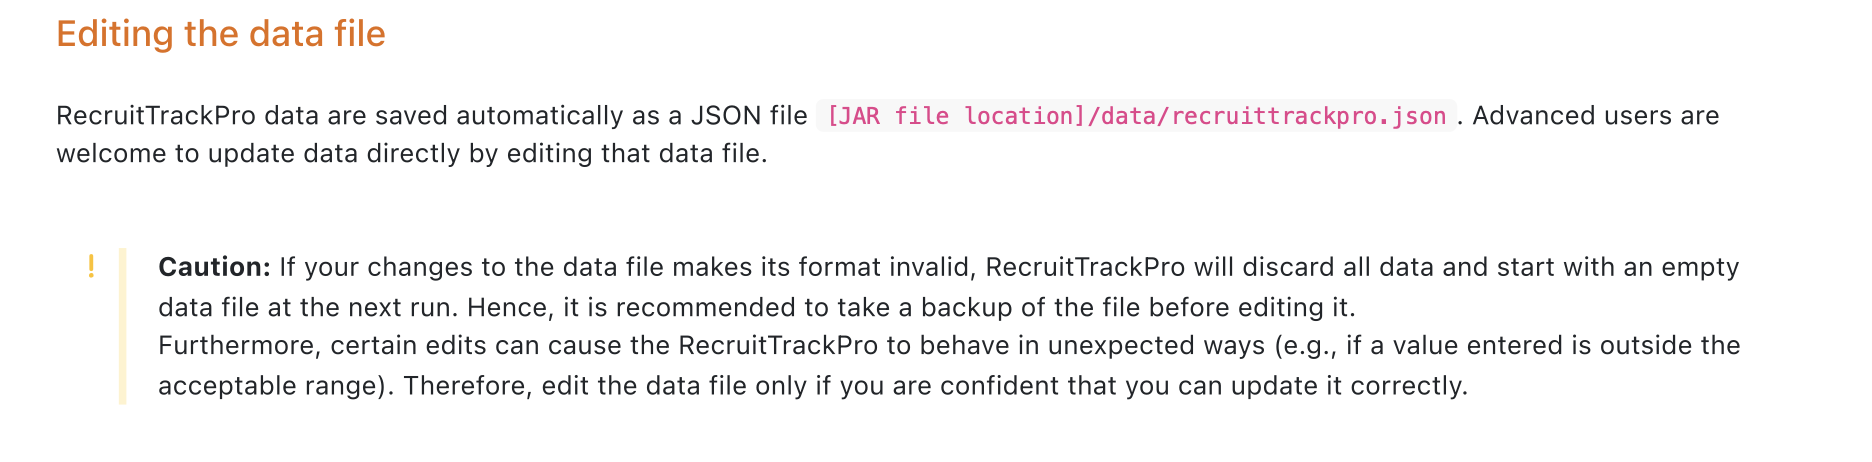 Editing the data file
RecruitTrackPro data are saved automatically as a JSON file [JAR file location]/data/recruittrackpro.json . Advanced users are
welcome to update data directly by editing that data file.
! Caution: If your changes to the data file makes its format invalid, RecruitTrackPro will discard all data and start with an empty
data file at the next run. Hence, it is recommended to take a backup of the file before editing it.
Furthermore, certain edits can cause the RecruitTrackPro to behave in unexpected ways (e.g., if a value entered is outside the
acceptable range). Therefore, edit the data file only if you are confident that you can update it correctly.